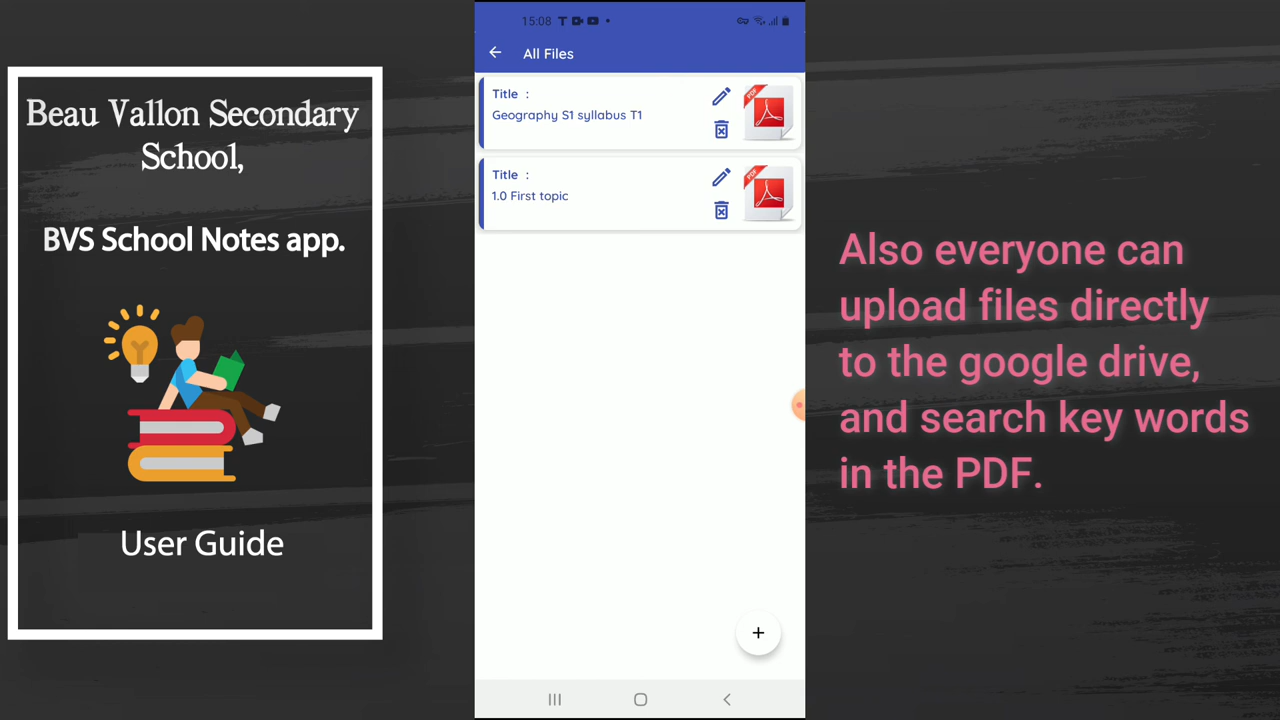 Beau Vallon Secondary
School,
BVS School Notes app.
User Guide
15:08
All Files
Title :
Geography S1 syllabus T1
PDF
Title :
1.0 First topic
PDF
Also everyone can
upload files directly
to the google drive,
and search key words
in the PDF.